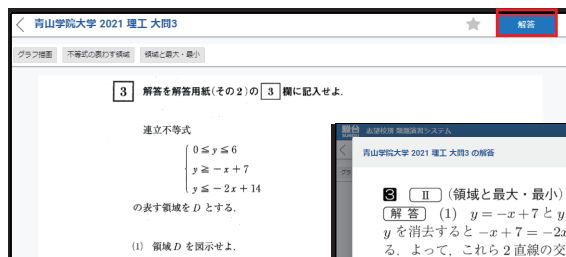 青山学院大学 2021 理工 大問3
解答
グラフ描画 不等式の表わす領域 領域と最大・最小
3 解答を解答用紙(その2)の 3 欄に記入せよ.
連立不等式
0 ≦ y ≦ 6
y ≧ − x + 7
y ≦ − 2x + 14
の表す領域を D とする.
(1) 領域 D を図示せよ.
駿台 志望校別 類題演習システム
青山学院大学 2021 理工 大問3 の解答
3 II (領域と最大・最小)
解 答 (1) y = −x + 7 と y
y を消去すると −x + 7 = −2x
る. よって, これら 2 直線の交